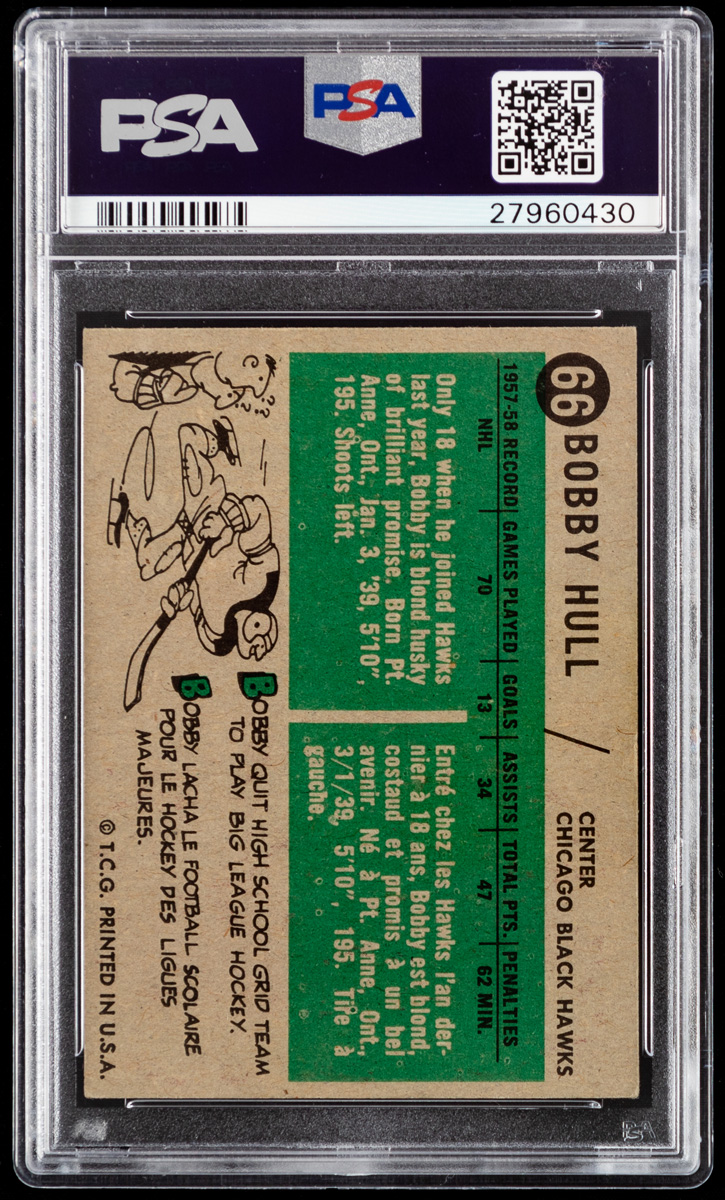 PSA
PSA
27960430
66 BOBBY HULL / CENTER
CHICAGO BLACK HAWKS
1957-58 RECORD GAMES PLAYED GOALS ASSISTS TOTAL PTS. PENALTIES
NHL 70 13 34 47 62 MIN.
Only 18 when he joined Hawks
last year, Bobby is blond husky
of brilliant promise. Born Pt.
Anne, Ont., Jan. 3, '39, 5'10",
195. Shoots left.
Entré chez les Hawks l'an der-
nier à 18 ans, Bobby est blond,
costaud et promis à un bel
avenir. Né à Pt. Anne, Ont.,
3/1/39, 5'10", 195. Tire à
gauche.
BOBBY QUIT HIGH SCHOOL GRID TEAM
TO PLAY BIG LEAGUE HOCKEY.
BOBBY LACHA LE FOOTBALL SCOLAIRE
POUR LE HOCKEY DES LIGUES
MAJEURES.
© T.C.G. PRINTED IN U.S.A.
PSA